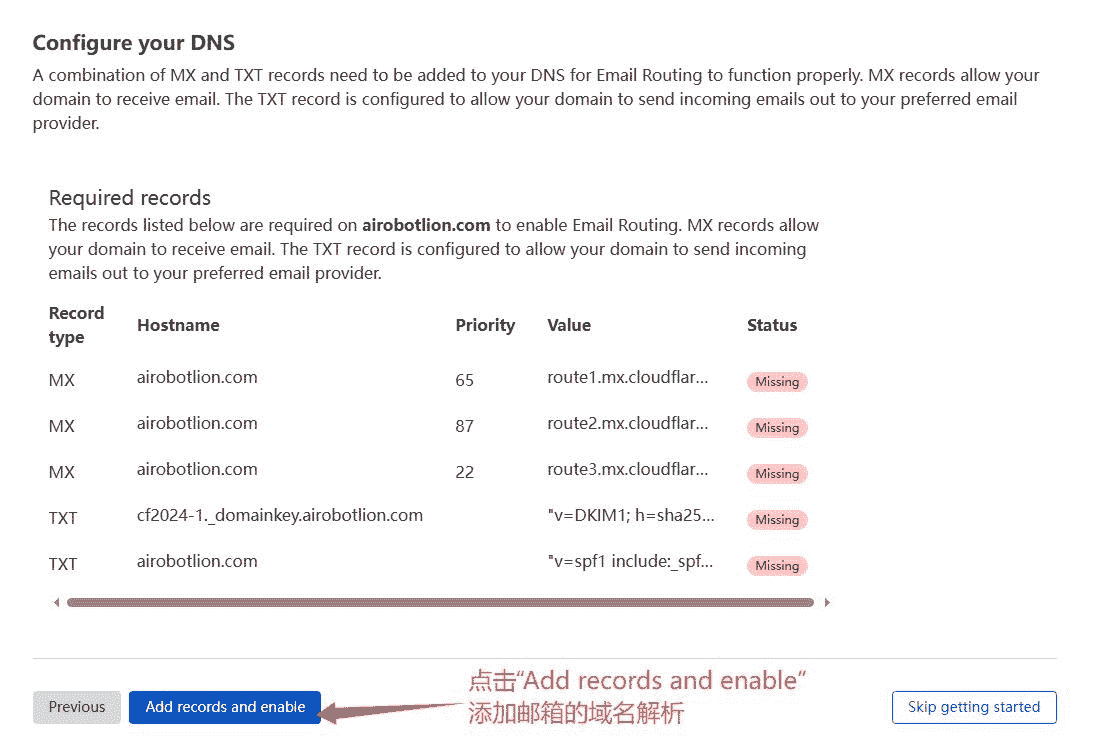 Configure your DNS
A combination of MX and TXT records need to be added to your DNS for Email Routing to function properly. MX records allow your
domain to receive email. The TXT record is configured to allow your domain to send incoming emails out to your preferred email
provider.
Required records
The records listed below are required on airobotlion.com to enable Email Routing. MX records allow
your domain to receive email. The TXT record is configured to allow your domain to send incoming
emails out to your preferred email provider.
Record type Hostname Priority Value Status
MX airobotlion.com 65 route1.mx.cloudflar... Missing
MX airobotlion.com 87 route2.mx.cloudflar... Missing
MX airobotlion.com 22 route3.mx.cloudflar... Missing
TXT cf2024-1._domainkey.airobotlion.com "v=DKIM1; h=sha25... Missing
TXT airobotlion.com "v=spf1 include:_spf... Missing
点击“Add records and enable”
添加邮箱的域名解析
Previous Add records and enable Skip getting started